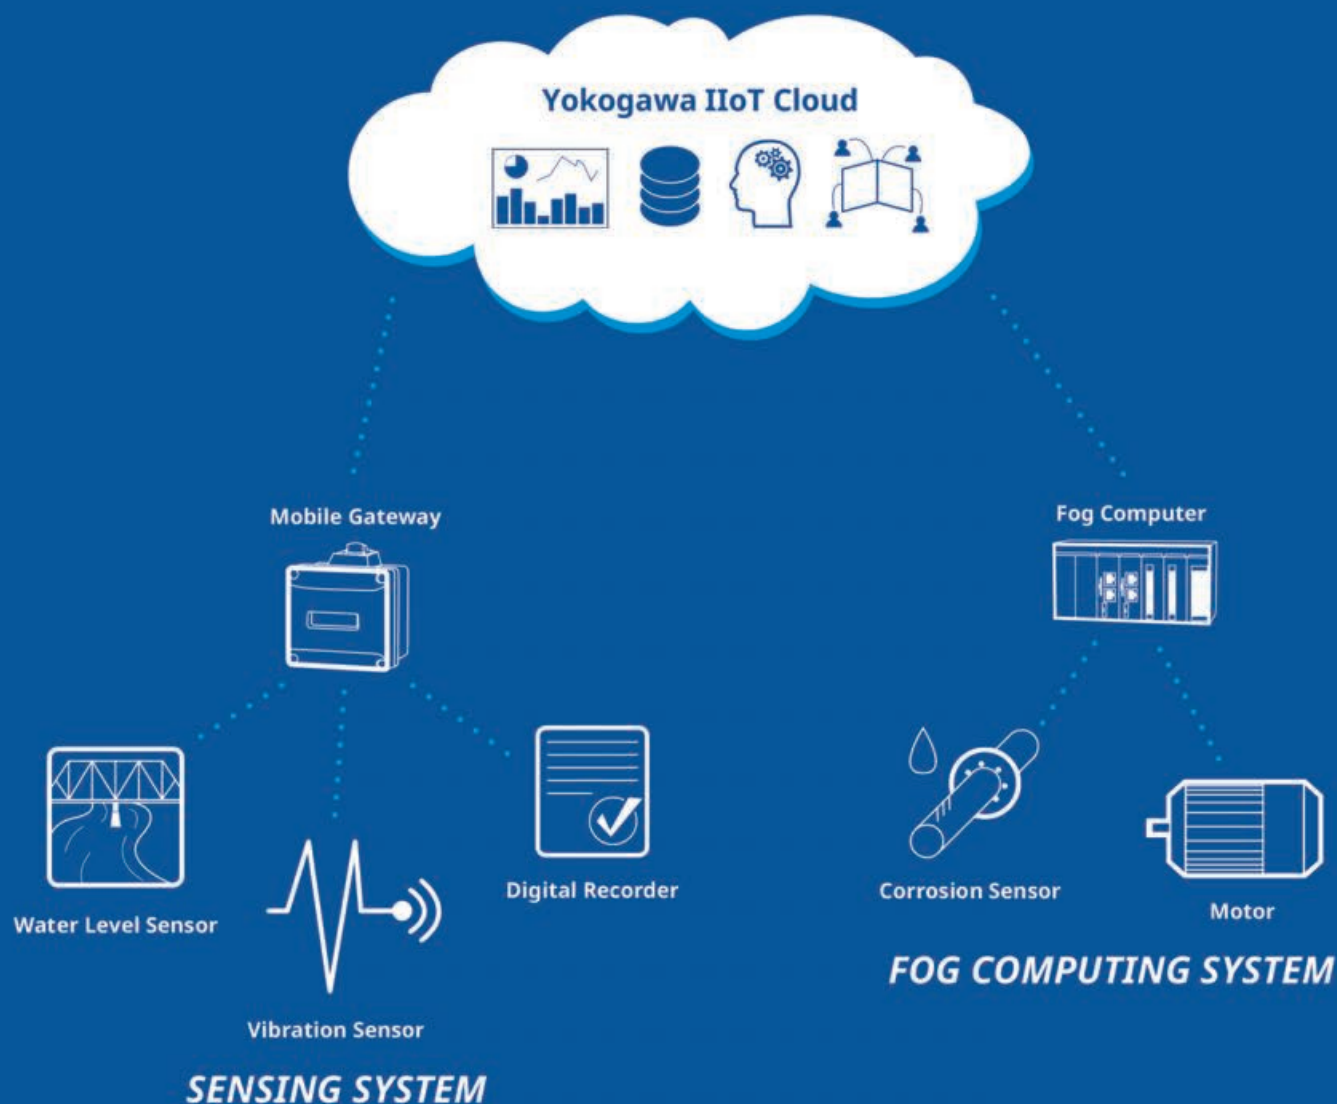 Yokogawa IIoT Cloud
Mobile Gateway
Fog Computer
Water Level Sensor
Vibration Sensor
Digital Recorder
SENSING SYSTEM
Corrosion Sensor
Motor
FOG COMPUTING SYSTEM